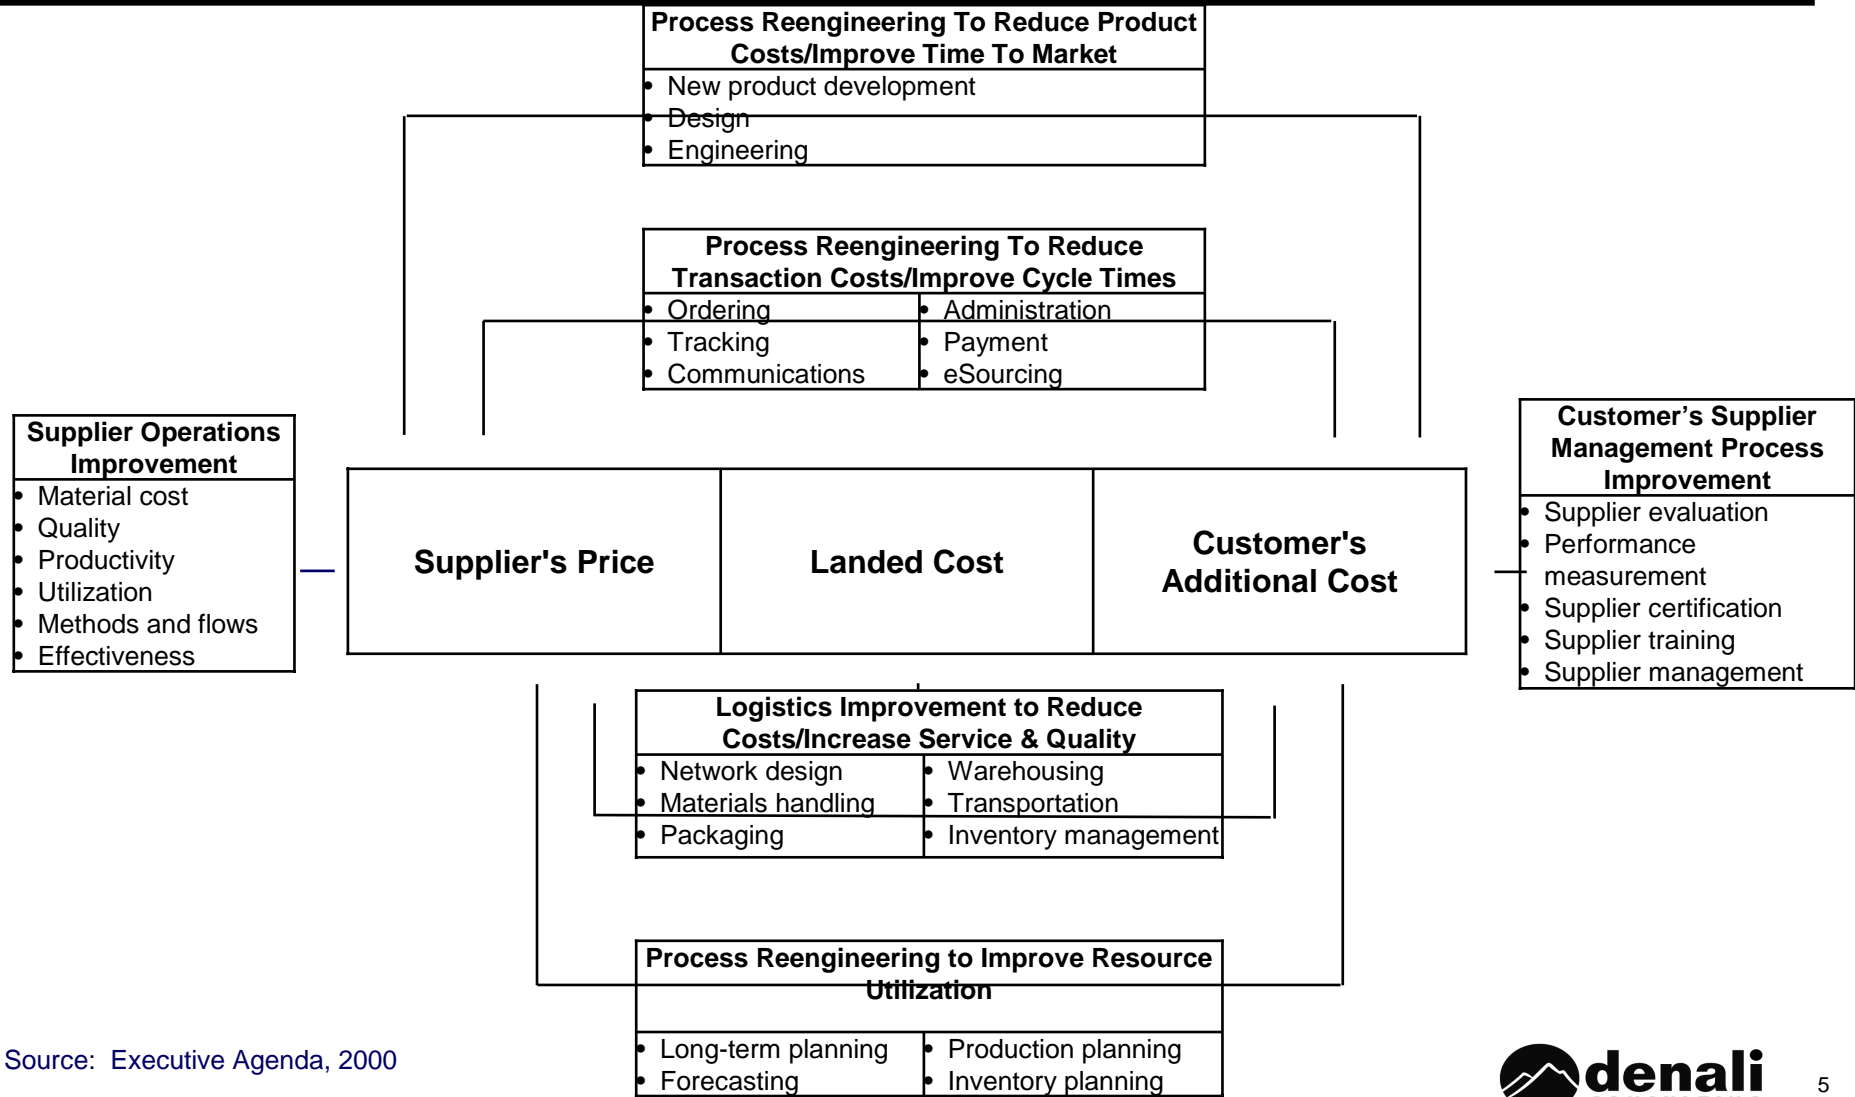 Process Reengineering To Reduce Product
Costs/Improve Time To Market
• New product development
• Design
• Engineering
Process Reengineering To Reduce
Transaction Costs/Improve Cycle Times
• Ordering
• Tracking
• Communications
• Administration
• Payment
• eSourcing
Supplier Operations
Improvement
• Material cost
• Quality
• Productivity
• Utilization
• Methods and flows
• Effectiveness
Supplier's Price
Landed Cost
Customer's
Additional Cost
Customer’s Supplier
Management Process
Improvement
• Supplier evaluation
• Performance
measurement
• Supplier certification
• Supplier training
• Supplier management
Logistics Improvement to Reduce
Costs/Increase Service & Quality
• Network design
• Materials handling
• Packaging
• Warehousing
• Transportation
• Inventory management
Process Reengineering to Improve Resource
Utilization
• Long-term planning
• Forecasting
• Production planning
• Inventory planning
Source: Executive Agenda, 2000
denali
5